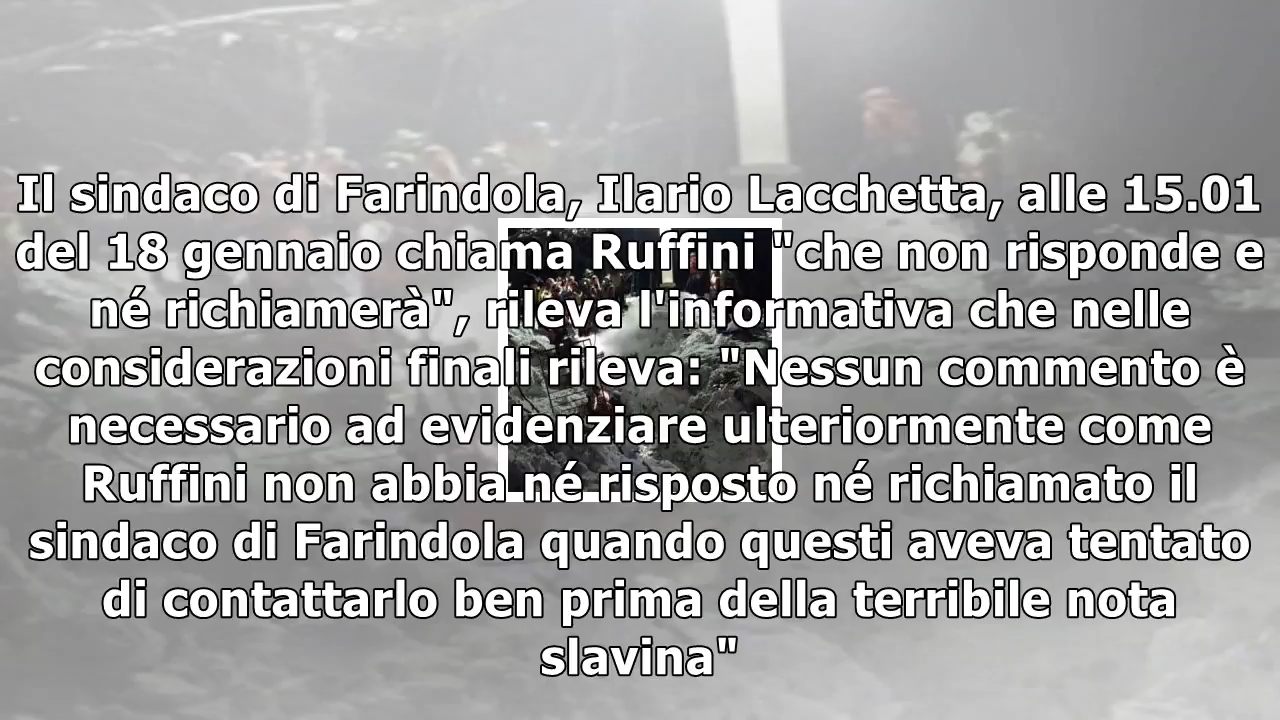 Il sindaco di Farindola, Ilario Lacchetta, alle 15.01
del 18 gennaio chiama Ruffini "che non risponde e
né richiamerà", rileva l'informativa che nelle
considerazioni finali rileva: "Nessun commento è
necessario ad evidenziare ulteriormente come
Ruffini non abbia né risposto né richiamato il
sindaco di Farindola quando questi aveva tentato
di contattarlo ben prima della terribile nota
slavina"